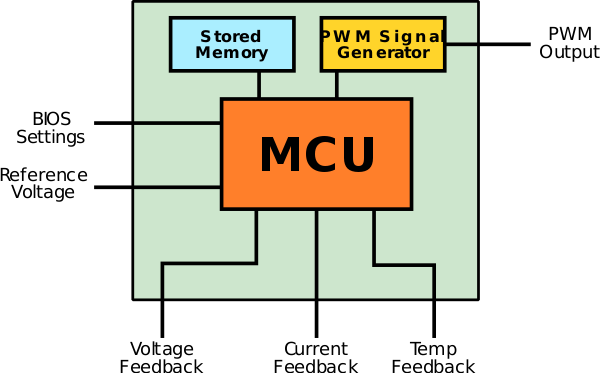 Stored
Memory
PWM Signal
Generator
PWM
Output
BIOS
Settings
MCU
Reference
Voltage
Voltage
Feedback
Current
Feedback
Temp
Feedback